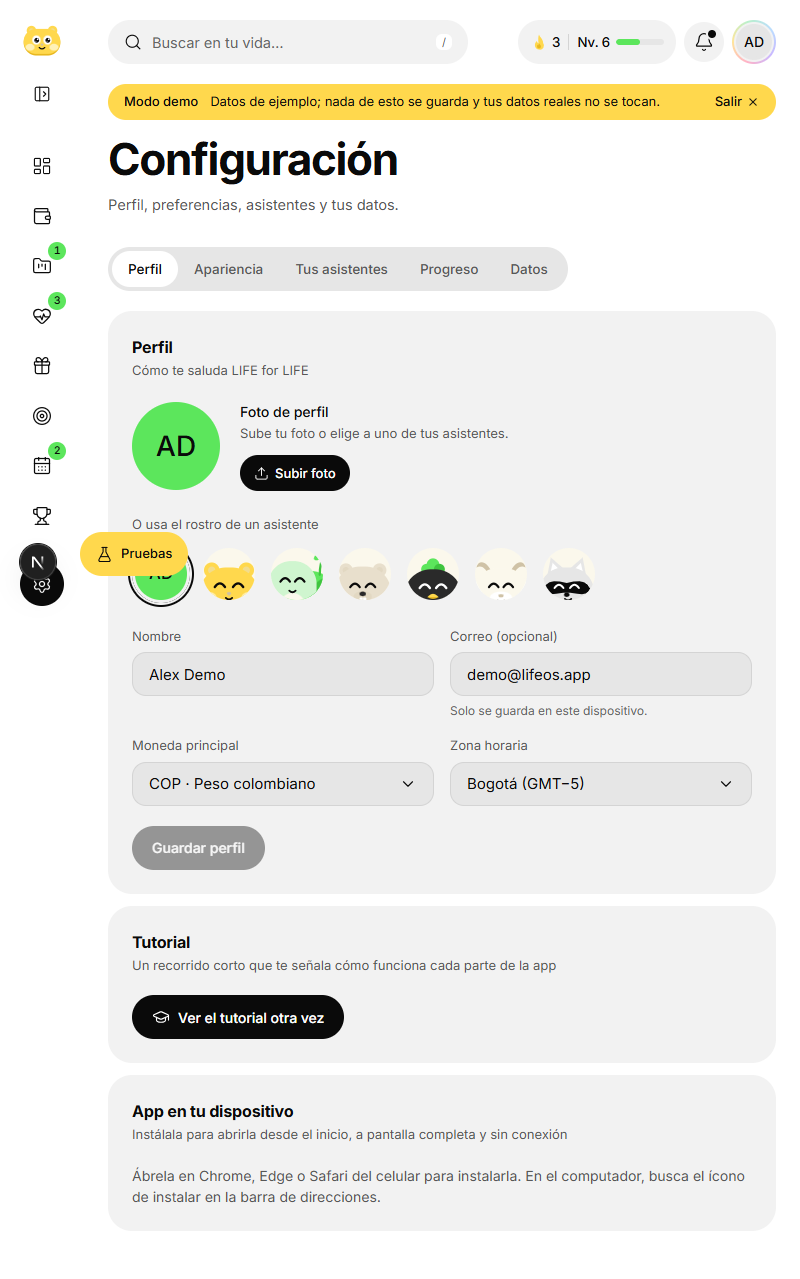 Buscar en tu vida...
/
3
Nv. 6
AD
Modo demo Datos de ejemplo; nada de esto se guarda y tus datos reales no se tocan. Salir
Configuración
Perfil, preferencias, asistentes y tus datos.
1
3
2
N
Perfil
Apariencia
Tus asistentes
Progreso
Datos
Perfil
Cómo te saluda LIFE for LIFE
AD
Foto de perfil
Sube tu foto o elige a uno de tus asistentes.
Subir foto
O usa el rostro de un asistente
Pruebas
AD
Nombre
Alex Demo
Correo (opcional)
demo@lifeos.app
Solo se guarda en este dispositivo.
Moneda principal
COP · Peso colombiano
Zona horaria
Bogotá (GMT−5)
Guardar perfil
Tutorial
Un recorrido corto que te señala cómo funciona cada parte de la app
Ver el tutorial otra vez
App en tu dispositivo
Instálala para abrirla desde el inicio, a pantalla completa y sin conexión
Ábrela en Chrome, Edge o Safari del celular para instalarla. En el computador, busca el ícono
de instalar en la barra de direcciones.